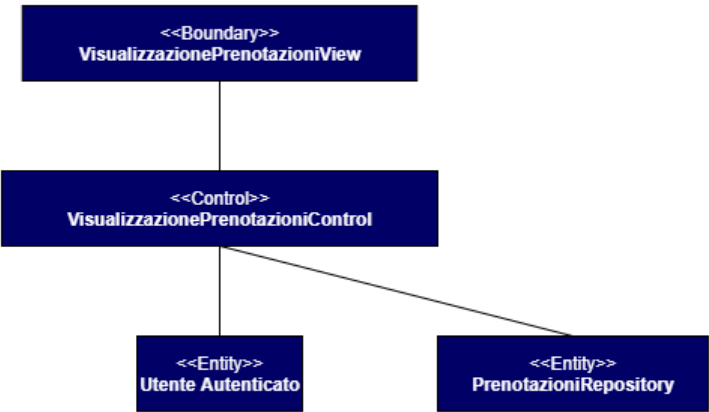 <<Boundary>>
VisualizzazionePrenotazioniView
<<Control>>
VisualizzazionePrenotazioniControl
<<Entity>>
Utente Autenticato
<<Entity>>
PrenotazioniRepository